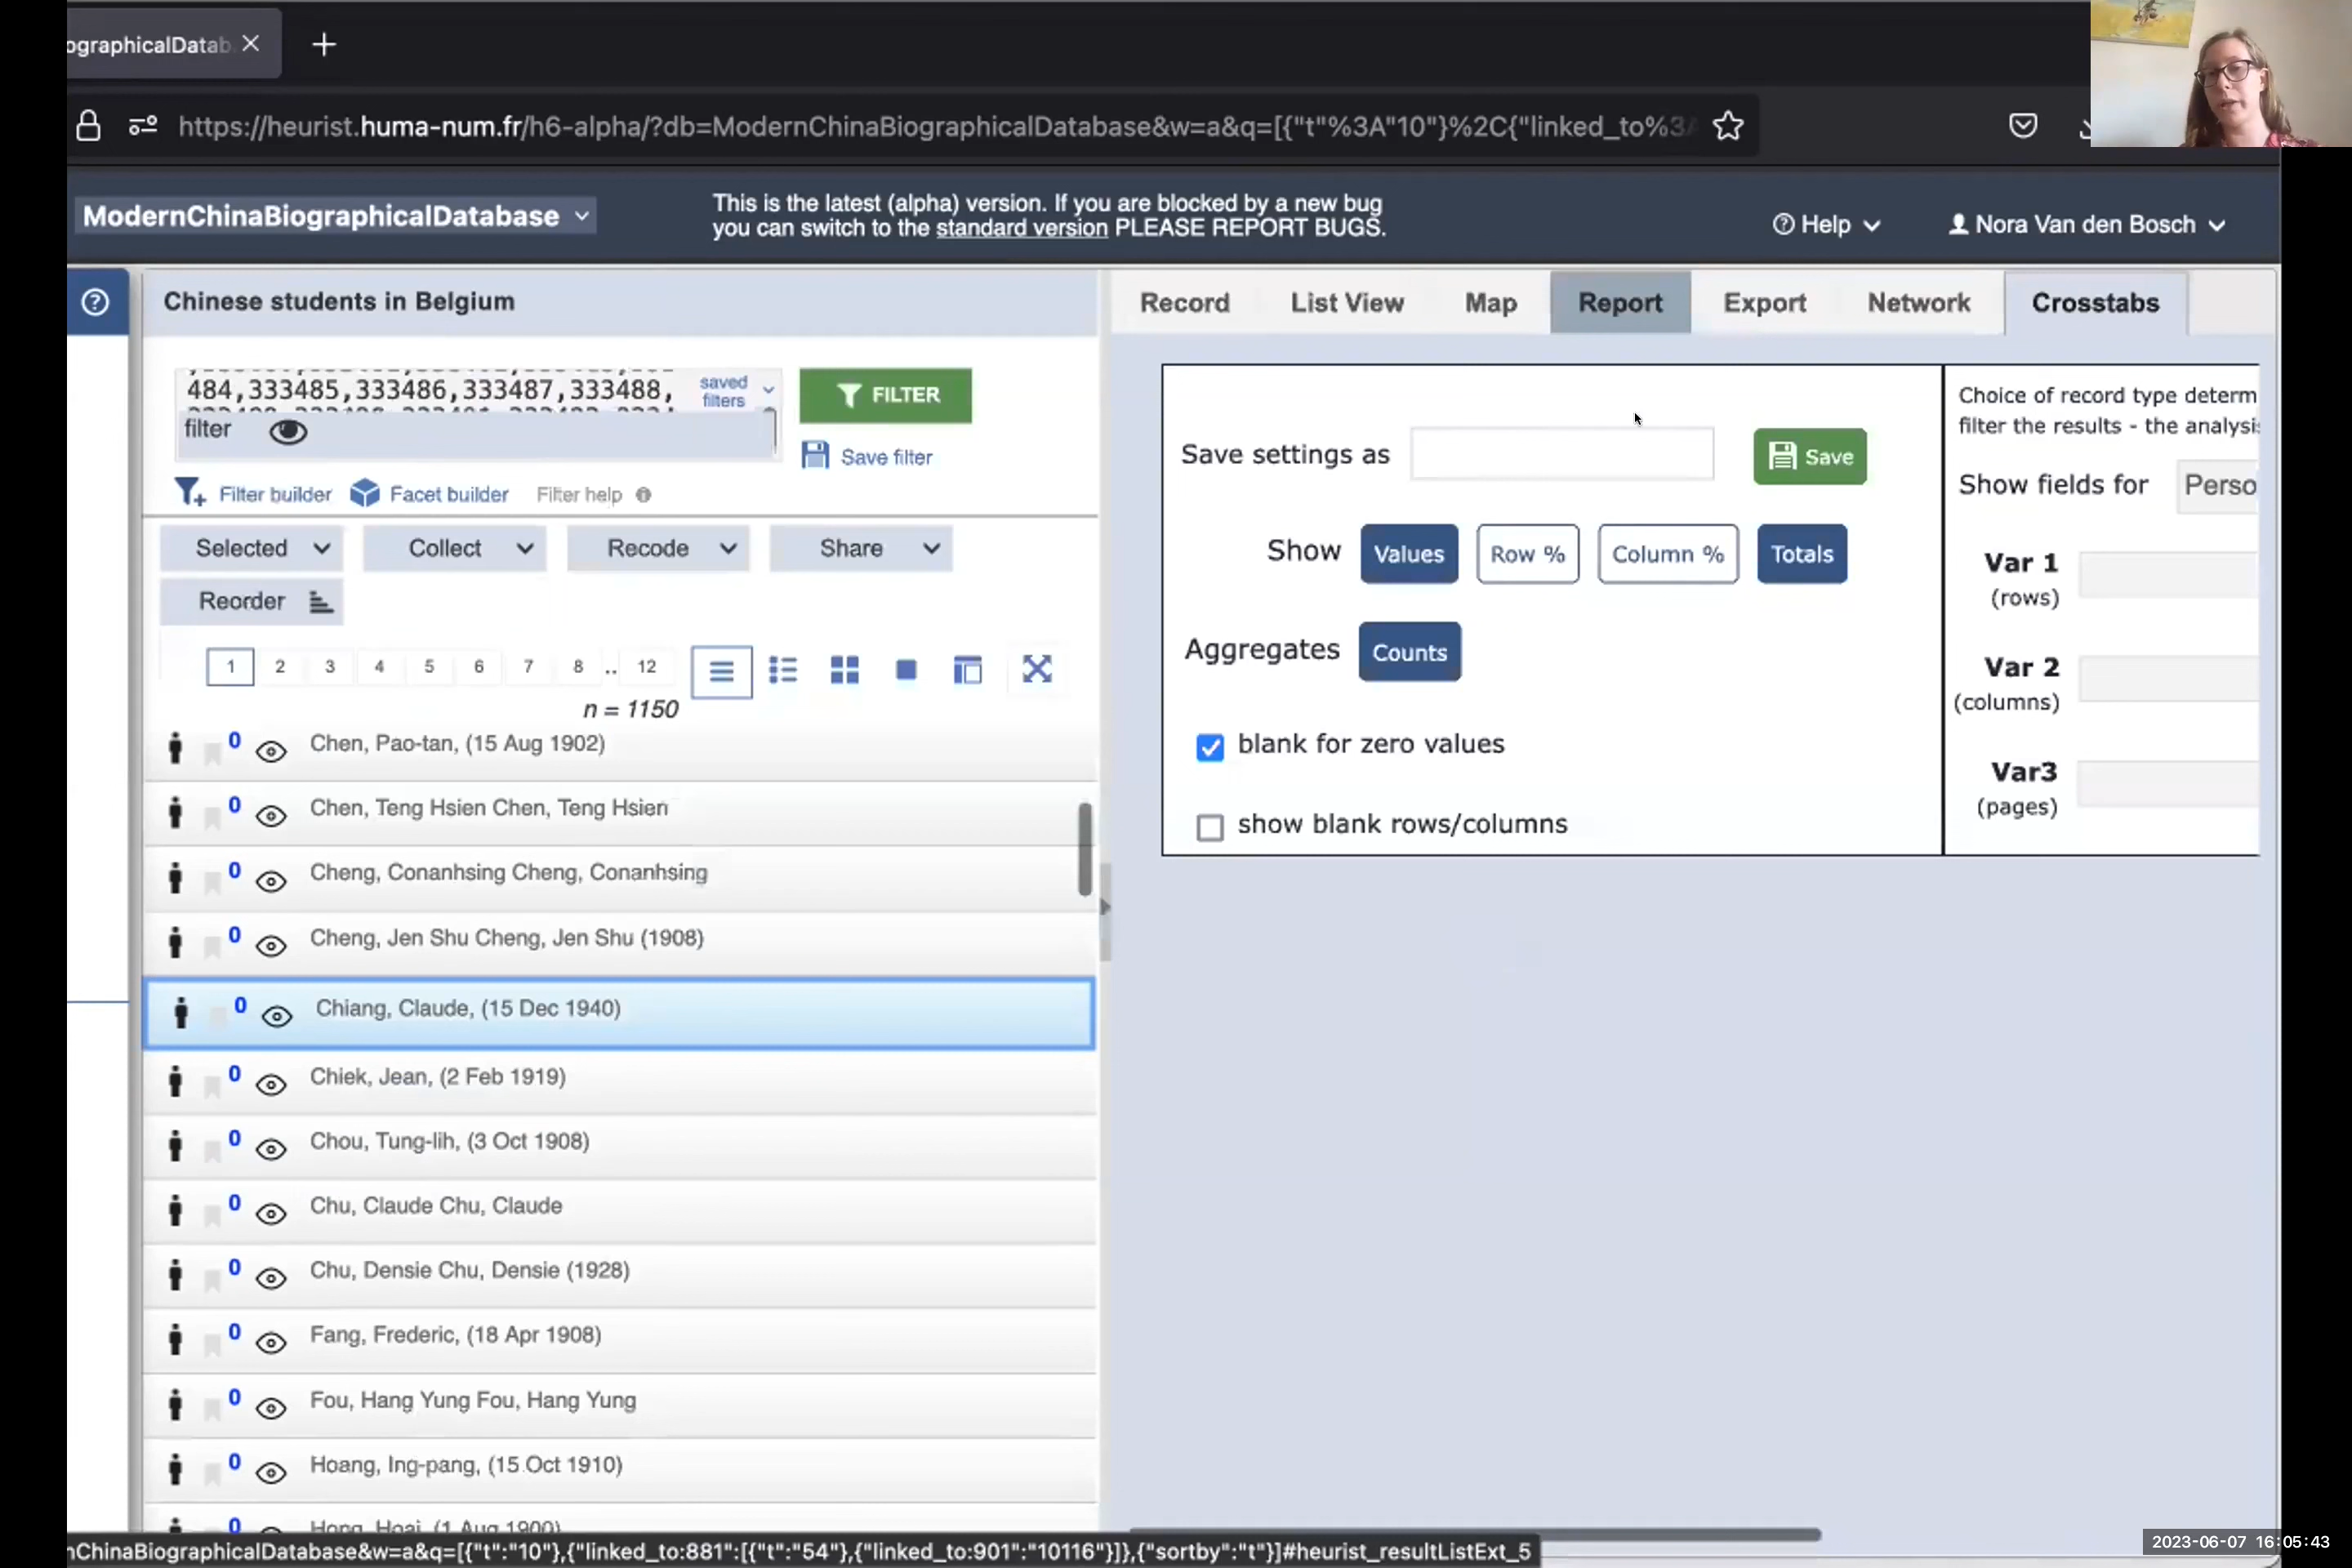 ographicalDatab
https://heurist.huma-num.fr/h6-alpha/?db=ModernChinaBiographicalDatabase&w=a&q=[{"t"%3A"10"}%2C{"linked_to%3A
ModernChinaBiographicalDatabase
This is the latest (alpha) version. If you are blocked by a new bug
you can switch to the standard version PLEASE REPORT BUGS.
Help
Nora Van den Bosch
Chinese students in Belgium
484,333485,333486,333487,333488,
saved
filters
FILTER
filter
Save filter
Filter builder
Facet builder
Filter help
Selected
Collect
Recode
Share
Reorder
1 2 3 4 5 6 7 8 .. 12
n = 1150
0 Chen, Pao-tan, (15 Aug 1902)
0 Chen, Teng Hsien Chen, Teng Hsien
0 Cheng, Conanhsing Cheng, Conanhsing
0 Cheng, Jen Shu Cheng, Jen Shu (1908)
0 Chiang, Claude, (15 Dec 1940)
0 Chiek, Jean, (2 Feb 1919)
0 Chou, Tung-lih, (3 Oct 1908)
0 Chu, Claude Chu, Claude
0 Chu, Densie Chu, Densie (1928)
0 Fang, Frederic, (18 Apr 1908)
0 Fou, Hang Yung Fou, Hang Yung
0 Hoang, Ing-pang, (15 Oct 1910)
0 Hong, Hoai, (1 Aug 1900)
Record
List View
Map
Report
Export
Network
Crosstabs
Save settings as
Save
Show
Values
Row %
Column %
Totals
Aggregates
Counts
blank for zero values
show blank rows/columns
Choice of record type determ
filter the results - the analysi
Show fields for
Perso
Var 1
(rows)
Var 2
(columns)
Var3
(pages)
nChinaBiographicalDatabase&w=a&q=[{"t":"10"},{"linked_to:881":[{"t":"54"},{"linked_to:901":"10116"}]},{"sortby":"t"}]#heurist_resultListExt_5
2023-06-07 16:05:43